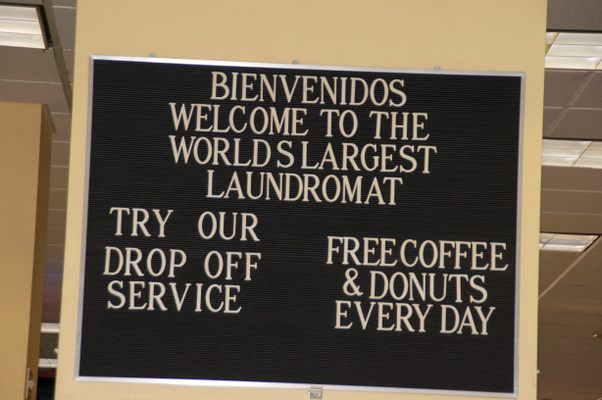 BIENVENIDOS
WELCOME TO THE
WORLDS LARGEST
LAUNDROMAT
TRY OUR
DROP OFF
SERVICE
FREE COFFEE
& DONUTS
EVERY DAY